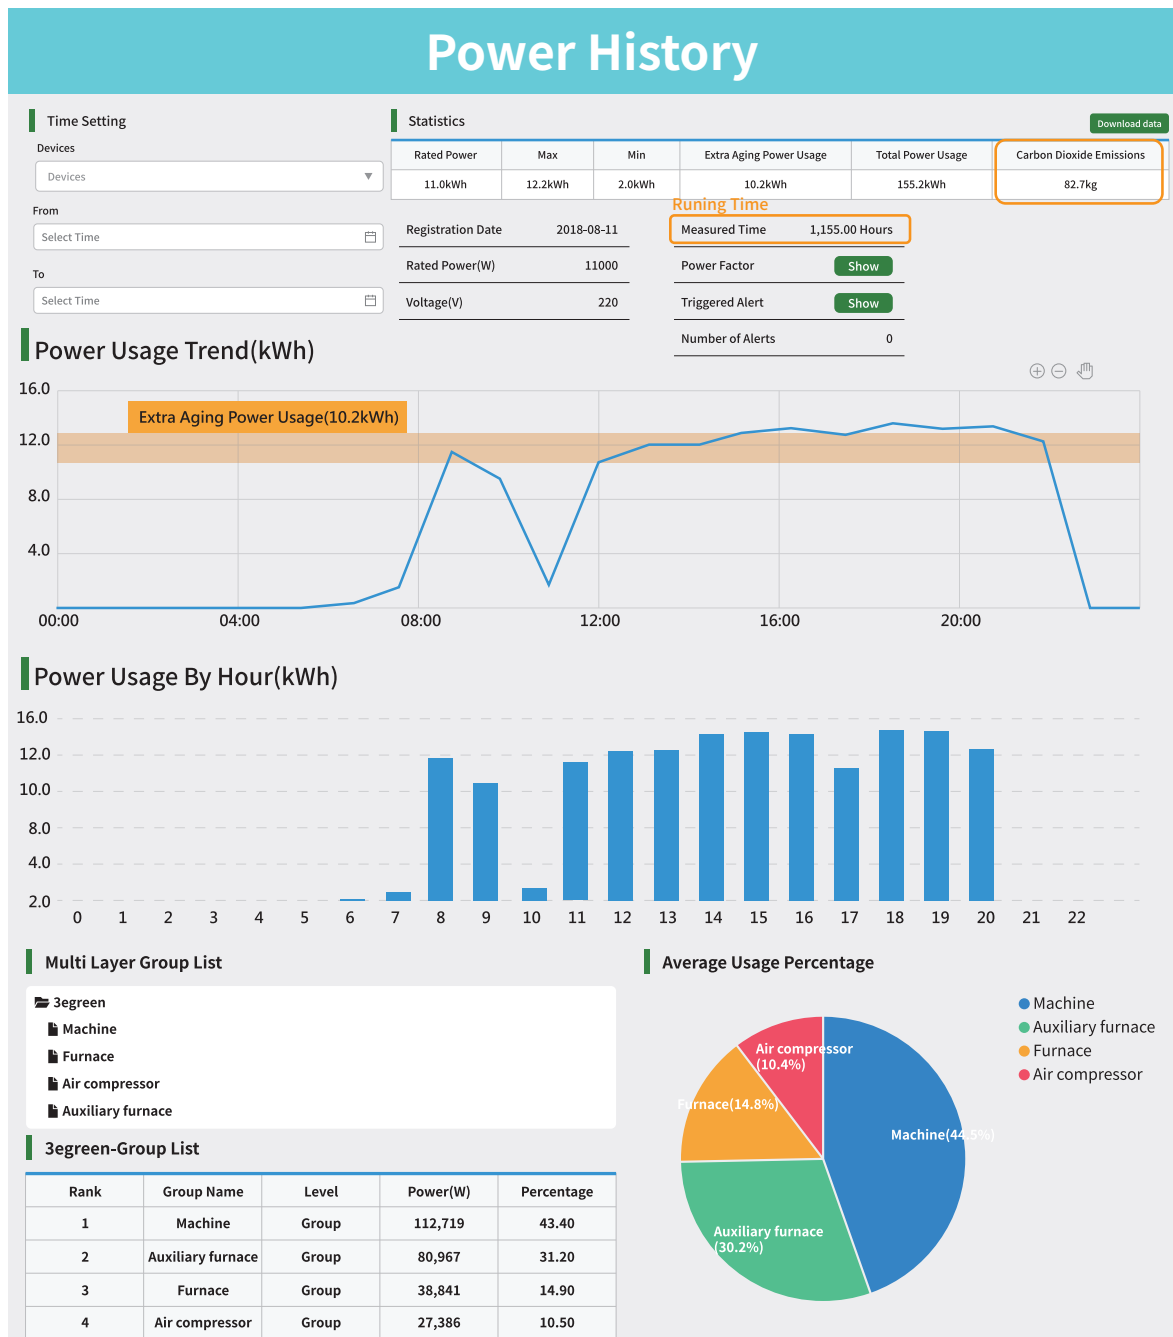 Power History
Time Setting
Devices
Devices
From
Select Time
To
Select Time
Statistics
Download data
Rated Power Max Min Extra Aging Power Usage Total Power Usage Carbon Dioxide Emissions
11.0kWh 12.2kWh 2.0kWh 10.2kWh 155.2kWh 82.7kg
Runing Time
Registration Date 2018-08-11
Rated Power(W) 11000
Voltage(V) 220
Measured Time 1,155.00 Hours
Power Factor Show
Triggered Alert Show
Number of Alerts 0
Power Usage Trend(kWh)
16.0
Extra Aging Power Usage(10.2kWh)
12.0
8.0
4.0
00:00 04:00 08:00 12:00 16:00 20:00
Power Usage By Hour(kWh)
16.0
12.0
10.0
8.0
4.0
2.0
0 1 2 3 4 5 6 7 8 9 10 11 12 13 14 15 16 17 18 19 20 21 22
Multi Layer Group List
3egreen
Machine
Furnace
Air compressor
Auxiliary furnace
3egreen-Group List
Rank Group Name Level Power(W) Percentage
1 Machine Group 112,719 43.40
2 Auxiliary furnace Group 80,967 31.20
3 Furnace Group 38,841 14.90
4 Air compressor Group 27,386 10.50
Average Usage Percentage
Machine
Auxiliary furnace
Furnace
Air compressor
Air compressor
(10.4%)
Furnace(14.8%)
Machine(44.5%)
Auxiliary furnace
(30.2%)